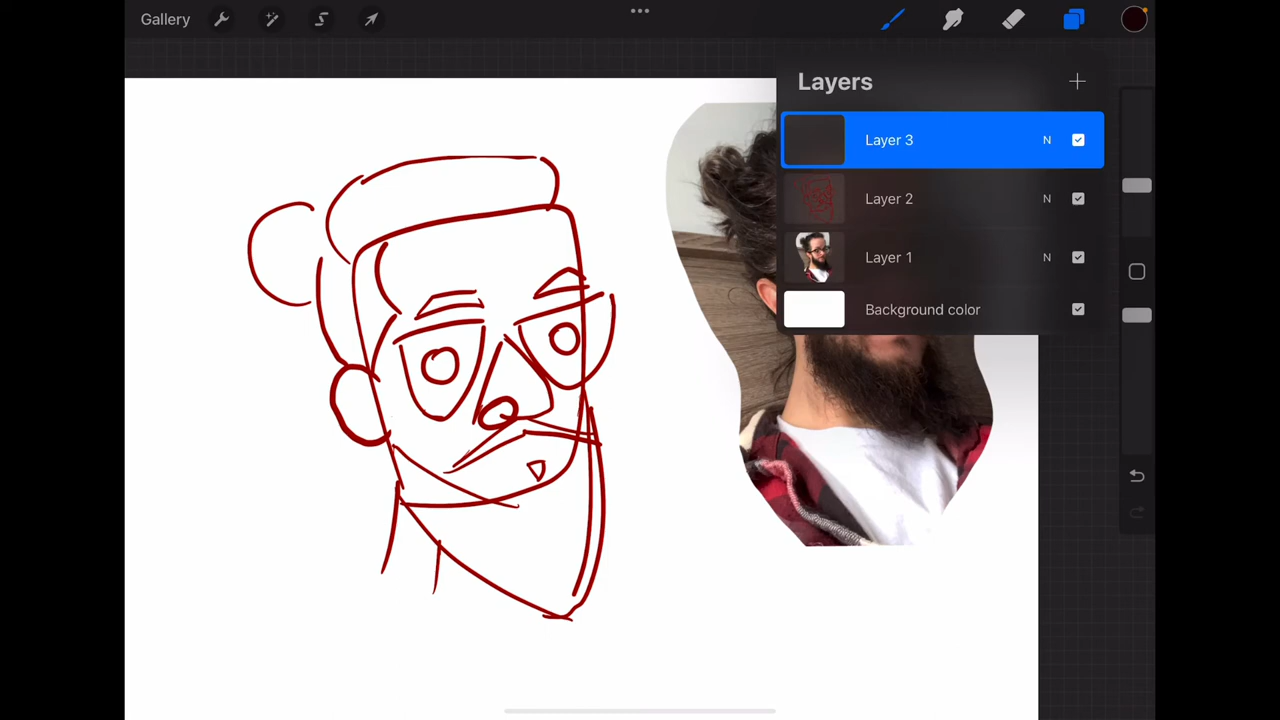 Gallery
Layers
Layer 3 N
Layer 2 N
Layer 1 N
Background color